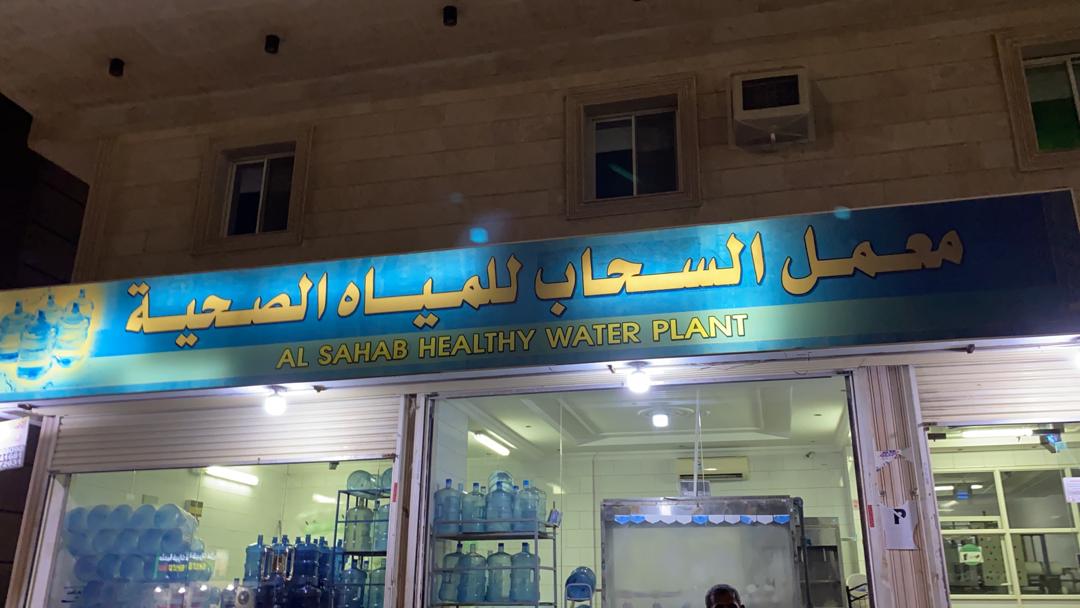 معمل السحاب للمياه الصحية
AL SAHAB HEALTHY WATER PLANT